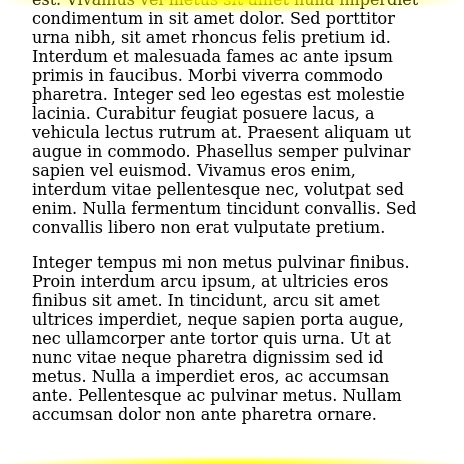 est. Vivamus vel metus sit amet nulla imperdiet
condimentum in sit amet dolor. Sed porttitor
urna nibh, sit amet rhoncus felis pretium id.
Interdum et malesuada fames ac ante ipsum
primis in faucibus. Morbi viverra commodo
pharetra. Integer sed leo egestas est molestie
lacinia. Curabitur feugiat posuere lacus, a
vehicula lectus rutrum at. Praesent aliquam ut
augue in commodo. Phasellus semper pulvinar
sapien vel euismod. Vivamus eros enim,
interdum vitae pellentesque nec, volutpat sed
enim. Nulla fermentum tincidunt convallis. Sed
convallis libero non erat vulputate pretium.
Integer tempus mi non metus pulvinar finibus.
Proin interdum arcu ipsum, at ultricies eros
finibus sit amet. In tincidunt, arcu sit amet
ultrices imperdiet, neque sapien porta augue,
nec ullamcorper ante tortor quis urna. Ut at
nunc vitae neque pharetra dignissim sed id
metus. Nulla a imperdiet eros, ac accumsan
ante. Pellentesque ac pulvinar metus. Nullam
accumsan dolor non ante pharetra ornare.